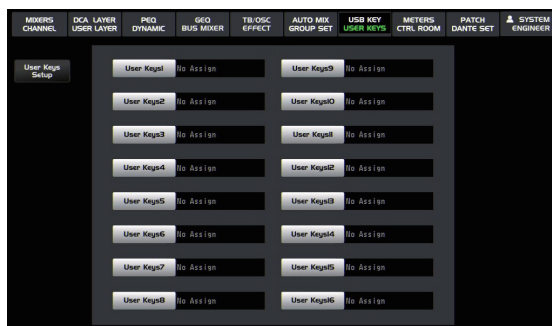 MIXERS DCA LAYER PEQ GEQ TB/OSC AUTO MIX USB KEY METERS PATCH SYSTEM
CHANNEL USER LAYER DYNAMIC BUS MIXER EFFECT GROUP SET USER KEYS CTRL ROOM DANTE SET ENGINEER
User Keys
Setup
User Keys1 No Assign User Keys9 No Assign
User Keys2 No Assign User Keys10 No Assign
User Keys3 No Assign User Keys11 No Assign
User Keys4 No Assign User Keys12 No Assign
User Keys5 No Assign User Keys13 No Assign
User Keys6 No Assign User Keys14 No Assign
User Keys7 No Assign User Keys15 No Assign
User Keys8 No Assign User Keys16 No Assign